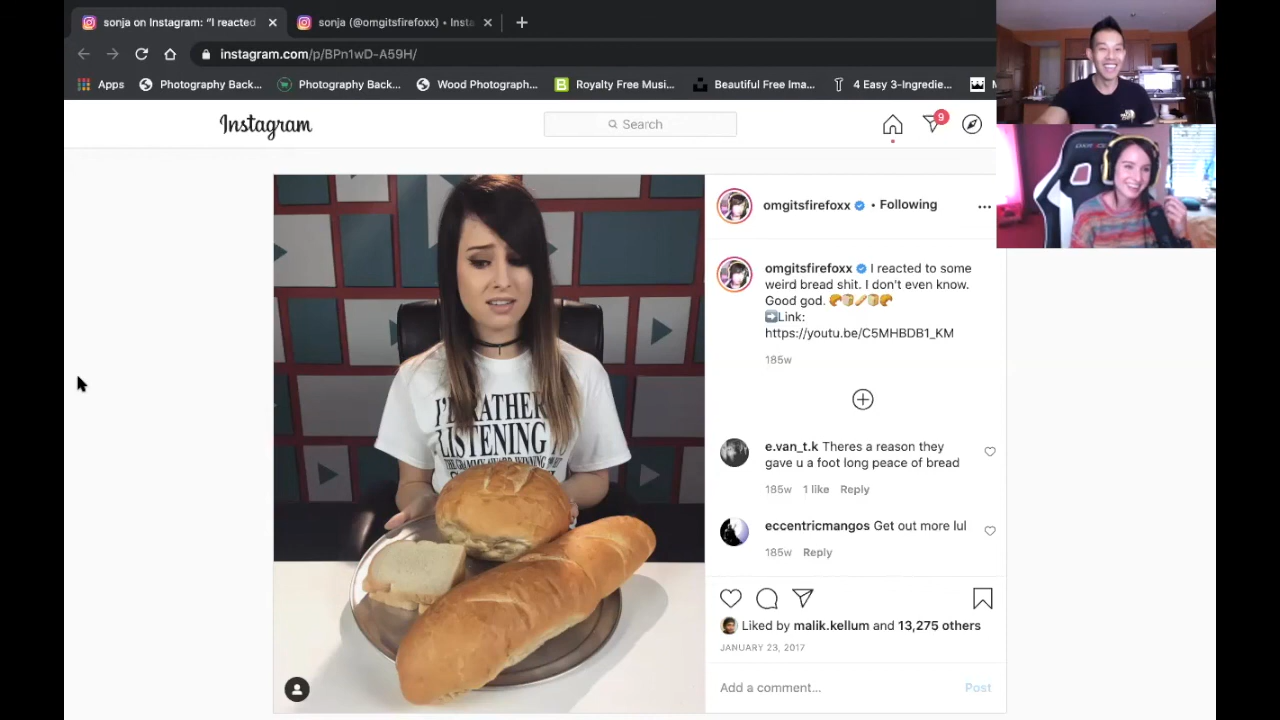 sonja on Instagram: “I reacted
sonja (@omgitsfirefoxx) • Insta
instagram.com/p/BPn1wD-A59H/
Apps
Photography Back...
Photography Back...
Wood Photograph...
Royalty Free Musi...
Beautiful Free Imag...
4 Easy 3-Ingredie...
Instagram
Search
9
omgitsfirefoxx • Following
omgitsfirefoxx I reacted to some
weird bread shit. I don't even know.
Good god. 🥐🍞🥖🍞🥐
➡️Link:
https://youtu.be/C5MHBDB1_KM
185w
e.van_t.k Theres a reason they
gave u a foot long peace of bread
185w 1 like Reply
eccentricmangos Get out more lul
185w Reply
Liked by malik.kellum and 13,275 others
JANUARY 23, 2017
Add a comment...
Post
I'D RATHER
LISTENING